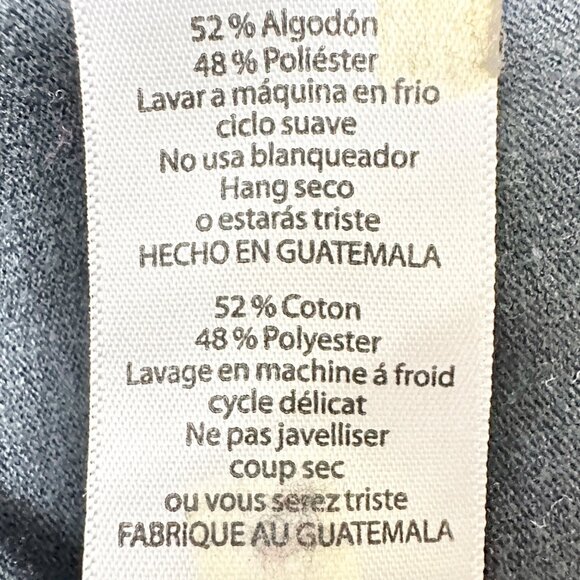 52 % Algodón
48 % Poliéster
Lavar a máquina en frio
ciclo suave
No usa blanqueador
Hang seco
o estarás triste
HECHO EN GUATEMALA
52 % Coton
48 % Polyester
Lavage en machine á froid
cycle délicat
Ne pas javelliser
coup sec
ou vous serez triste
FABRIQUE AU GUATEMALA